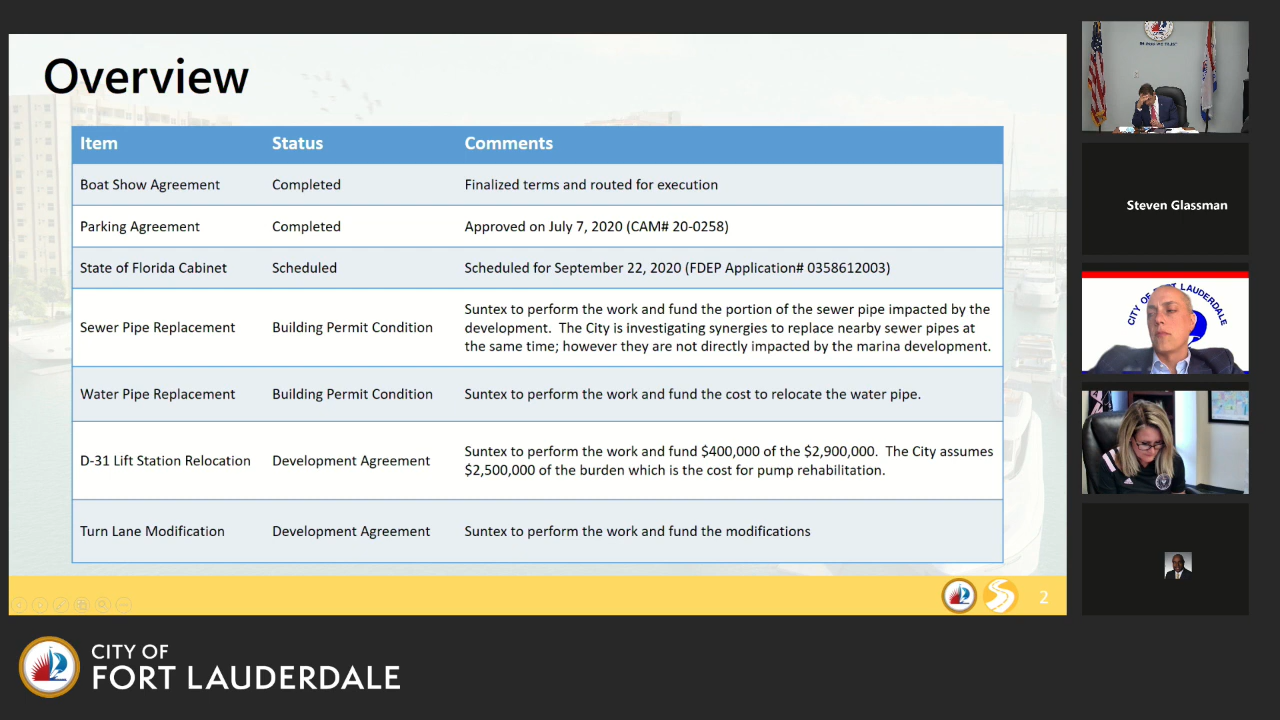 Overview
Item Status Comments
Boat Show Agreement Completed Finalized terms and routed for execution
Parking Agreement Completed Approved on July 7, 2020 (CAM# 20-0258)
State of Florida Cabinet Scheduled Scheduled for September 22, 2020 (FDEP Application# 0358612003)
Sewer Pipe Replacement Building Permit Condition Suntex to perform the work and fund the portion of the sewer pipe impacted by the
development. The City is investigating synergies to replace nearby sewer pipes at
the same time; however they are not directly impacted by the marina development.
Water Pipe Replacement Building Permit Condition Suntex to perform the work and fund the cost to relocate the water pipe.
D-31 Lift Station Relocation Development Agreement Suntex to perform the work and fund $400,000 of the $2,900,000. The City assumes
$2,500,000 of the burden which is the cost for pump rehabilitation.
Turn Lane Modification Development Agreement Suntex to perform the work and fund the modifications
2
CITY OF
FORT LAUDERDALE
Steven Glassman
CITY OF FORT LAUDERDALE